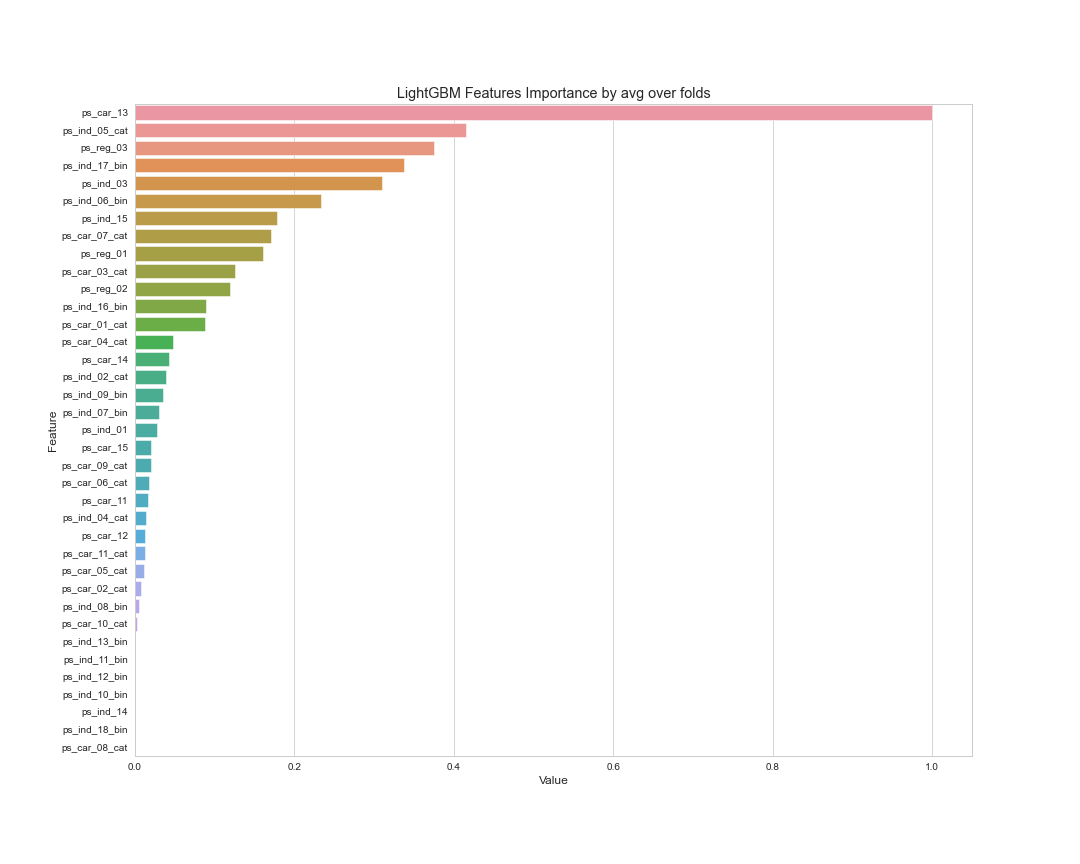 LightGBM Features Importance by avg over folds
ps_car_13
ps_ind_05_cat
ps_reg_03
ps_ind_17_bin
ps_ind_03
ps_ind_06_bin
ps_ind_15
ps_car_07_cat
ps_reg_01
ps_car_03_cat
ps_reg_02
ps_ind_16_bin
ps_car_01_cat
ps_car_04_cat
ps_car_14
ps_ind_02_cat
ps_ind_09_bin
ps_ind_07_bin
ps_ind_01
ps_car_15
ps_car_09_cat
ps_car_06_cat
ps_car_11
ps_ind_04_cat
ps_car_12
ps_car_11_cat
ps_car_05_cat
ps_car_02_cat
ps_ind_08_bin
ps_car_10_cat
ps_ind_13_bin
ps_ind_11_bin
ps_ind_12_bin
ps_ind_10_bin
ps_ind_14
ps_ind_18_bin
ps_car_08_cat
Feature
0.0 0.2 0.4 0.6 0.8 1.0
Value